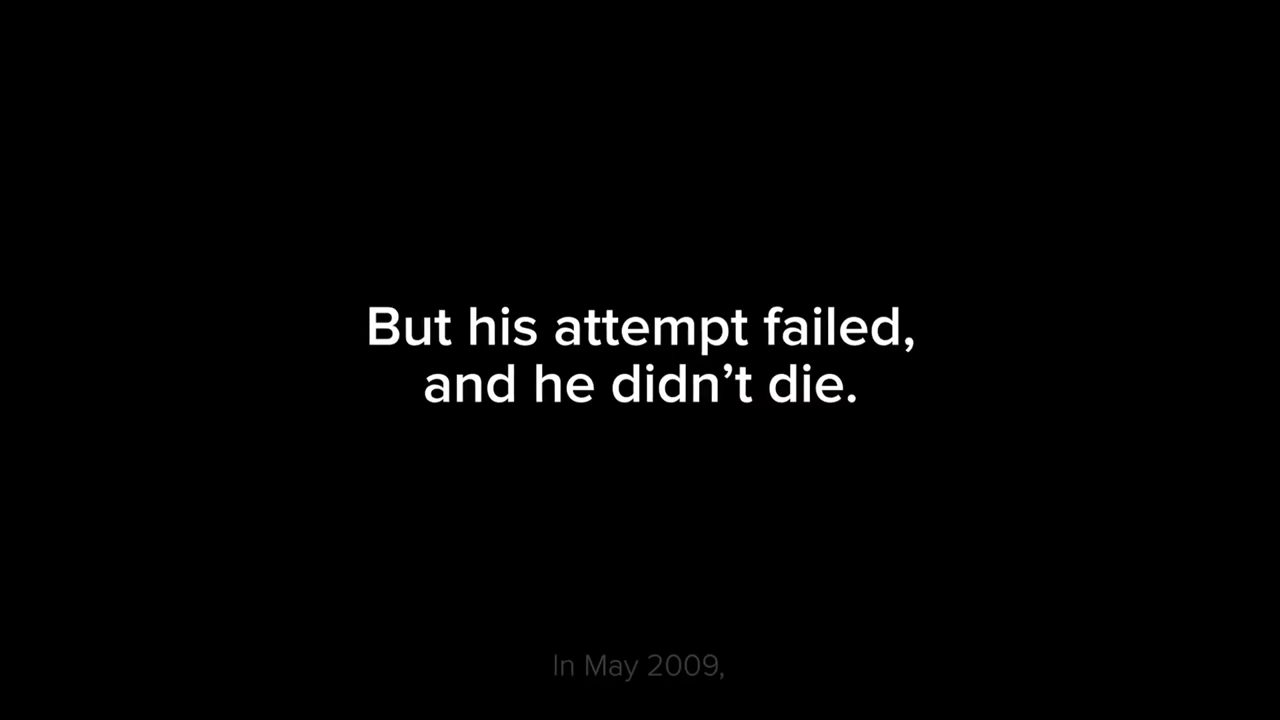 But his attempt failed,
and he didn’t die.
In May 2009,